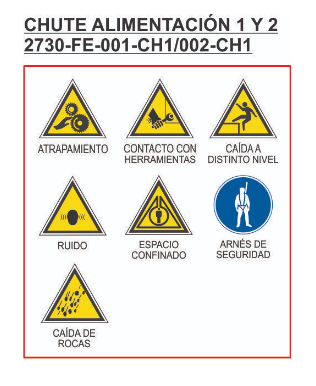 CHUTE ALIMENTACIÓN 1 Y 2
2730-FE-001-CH1/002-CH1
ATRAPAMIENTO
CONTACTO CON
HERRAMIENTAS
CAÍDA A
DISTINTO NIVEL
RUIDO
ESPACIO
CONFINADO
ARNÉS DE
SEGURIDAD
CAÍDA DE
ROCAS